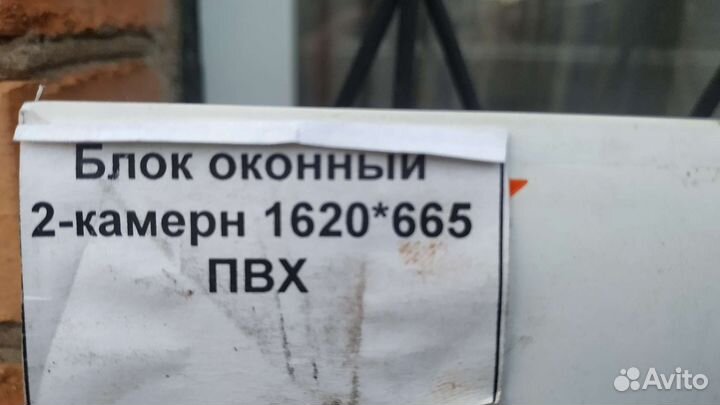 Блок оконный
2-камерн 1620*665
ПВХ
Avito